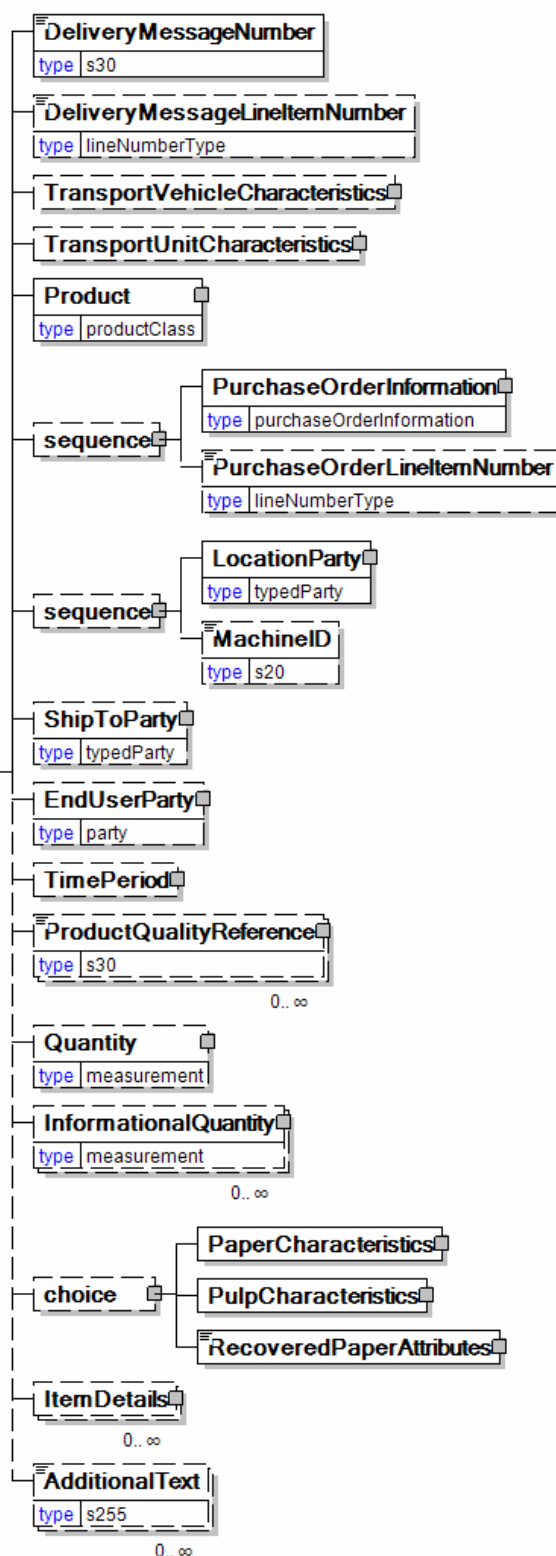 DeliveryMessageNumber
type s30
DeliveryMessageLineItemNumber
type lineNumberType
TransportVehicleCharacteristics
TransportUnitCharacteristics
Product
type productClass
sequence
PurchaseOrderInformation
type purchaseOrderInformation
PurchaseOrderLineItemNumber
type lineNumberType
sequence
LocationParty
type typedParty
MachineID
type s20
ShipToParty
type typedParty
EndUserParty
type party
TimePeriod
ProductQualityReference
type s30
0.. ∞
Quantity
type measurement
InformationalQuantity
type measurement
0.. ∞
choice
PaperCharacteristics
PulpCharacteristics
RecoveredPaperAttributes
ItemDetails
0.. ∞
AdditionalText
type s255
0.. ∞